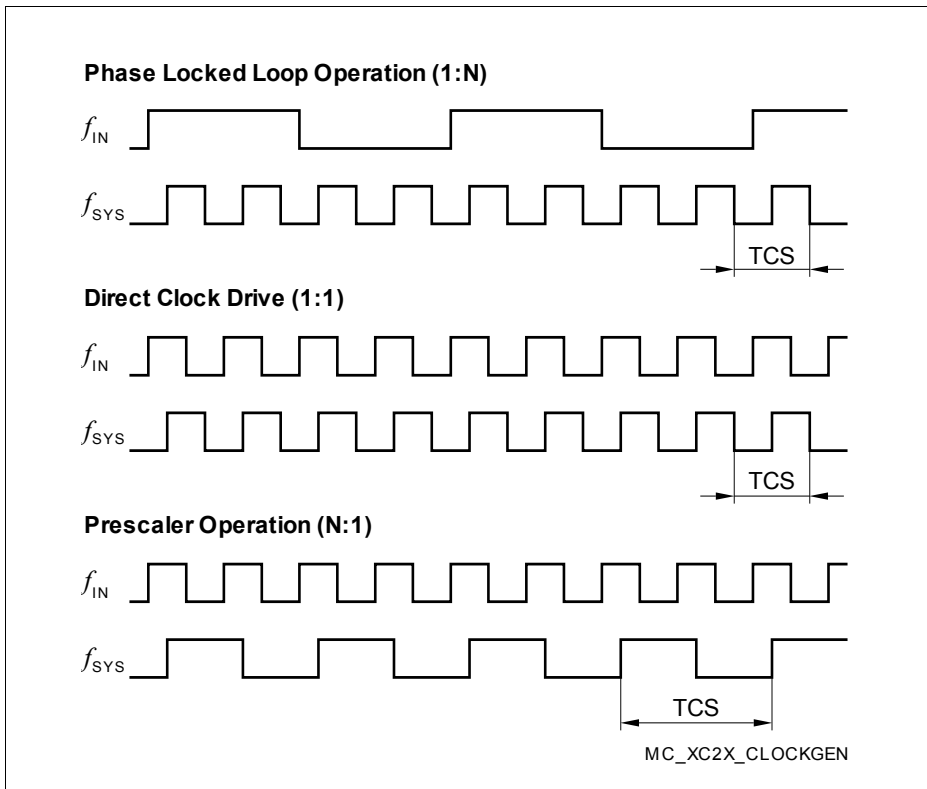 Phase Locked Loop Operation (1:N)
fIN
fSYS
TCS
Direct Clock Drive (1:1)
fIN
fSYS
TCS
Prescaler Operation (N:1)
fIN
fSYS
TCS
MC_XC2X_CLOCKGEN